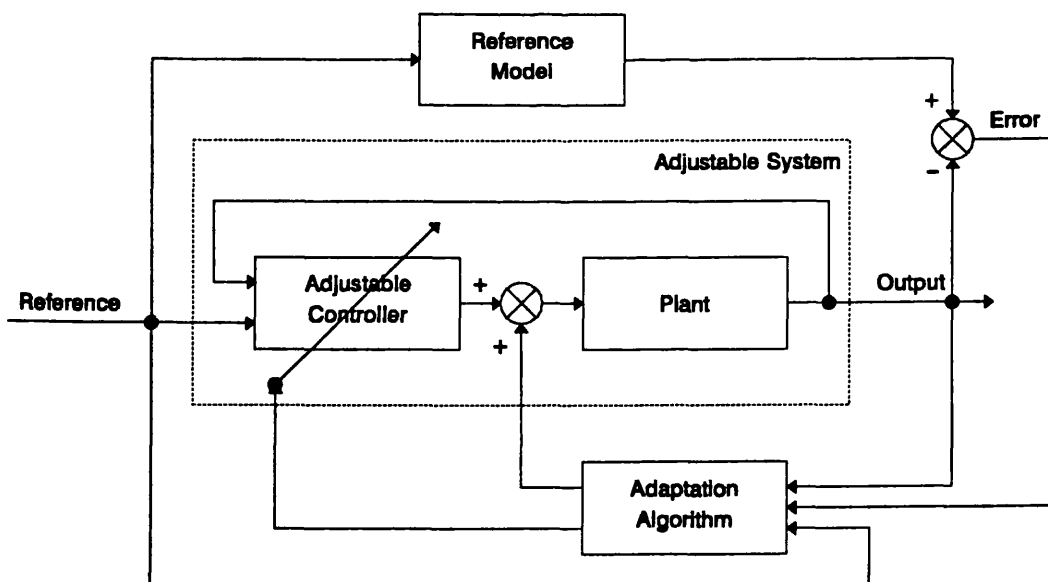 Reference
Model
+
Error
-
Adjustable System
Adjustable
Controller
+
+
Plant
Output
Reference
Adaptation
Algorithm